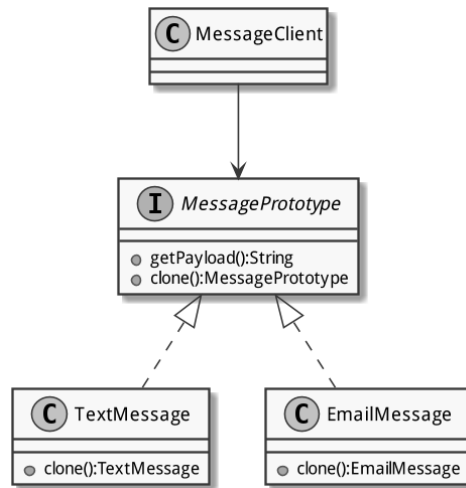 C MessageClient
I MessagePrototype
getPayload():String
clone():MessagePrototype
C TextMessage
clone():TextMessage
C EmailMessage
clone():EmailMessage